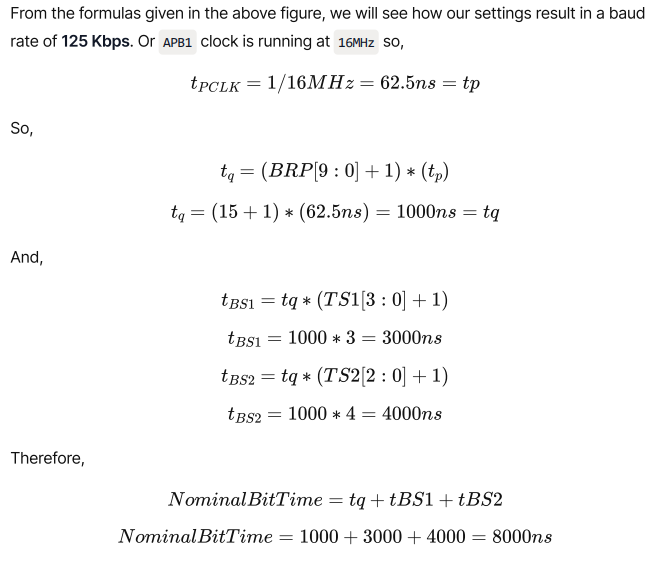 From the formulas given in the above figure, we will see how our settings result in a baud
rate of 125 Kbps. Or APB1 clock is running at 16MHz so,
t_{PCLK} = 1/16MHz = 62.5ns = tp
So,
t_q = (BRP[9 : 0] + 1) ∗ (t_p)
t_q = (15 + 1) ∗ (62.5ns) = 1000ns = tq
And,
t_{BS1} = tq ∗ (TS1[3 : 0] + 1)
t_{BS1} = 1000 ∗ 3 = 3000ns
t_{BS2} = tq ∗ (TS2[2 : 0] + 1)
t_{BS2} = 1000 ∗ 4 = 4000ns
Therefore,
NominalBitTime = tq + tBS1 + tBS2
NominalBitTime = 1000 + 3000 + 4000 = 8000ns